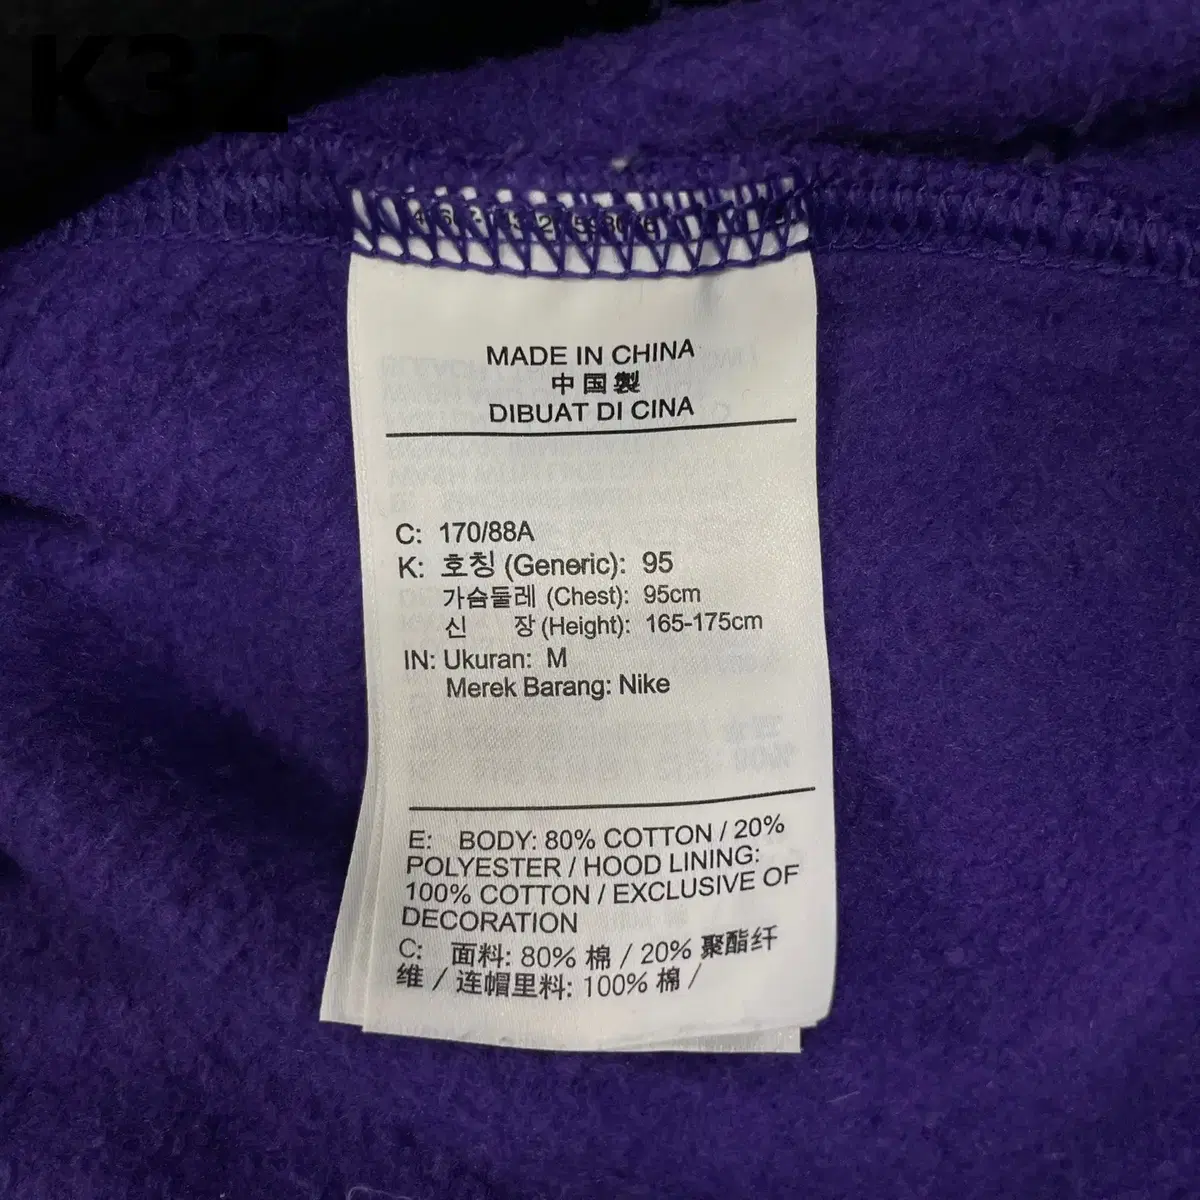 K32
MADE IN CHINA
中国製
DIBUAT DI CINA
C: 170/88A
K: 호칭 (Generic): 95
가슴둘레 (Chest): 95cm
신 장 (Height): 165-175cm
IN: Ukuran: M
Merek Barang: Nike
E: BODY: 80% COTTON / 20%
POLYESTER / HOOD LINING:
100% COTTON / EXCLUSIVE OF
DECORATION
C: 面料: 80% 棉 / 20% 聚酯纤
维 / 连帽里料: 100% 棉 /